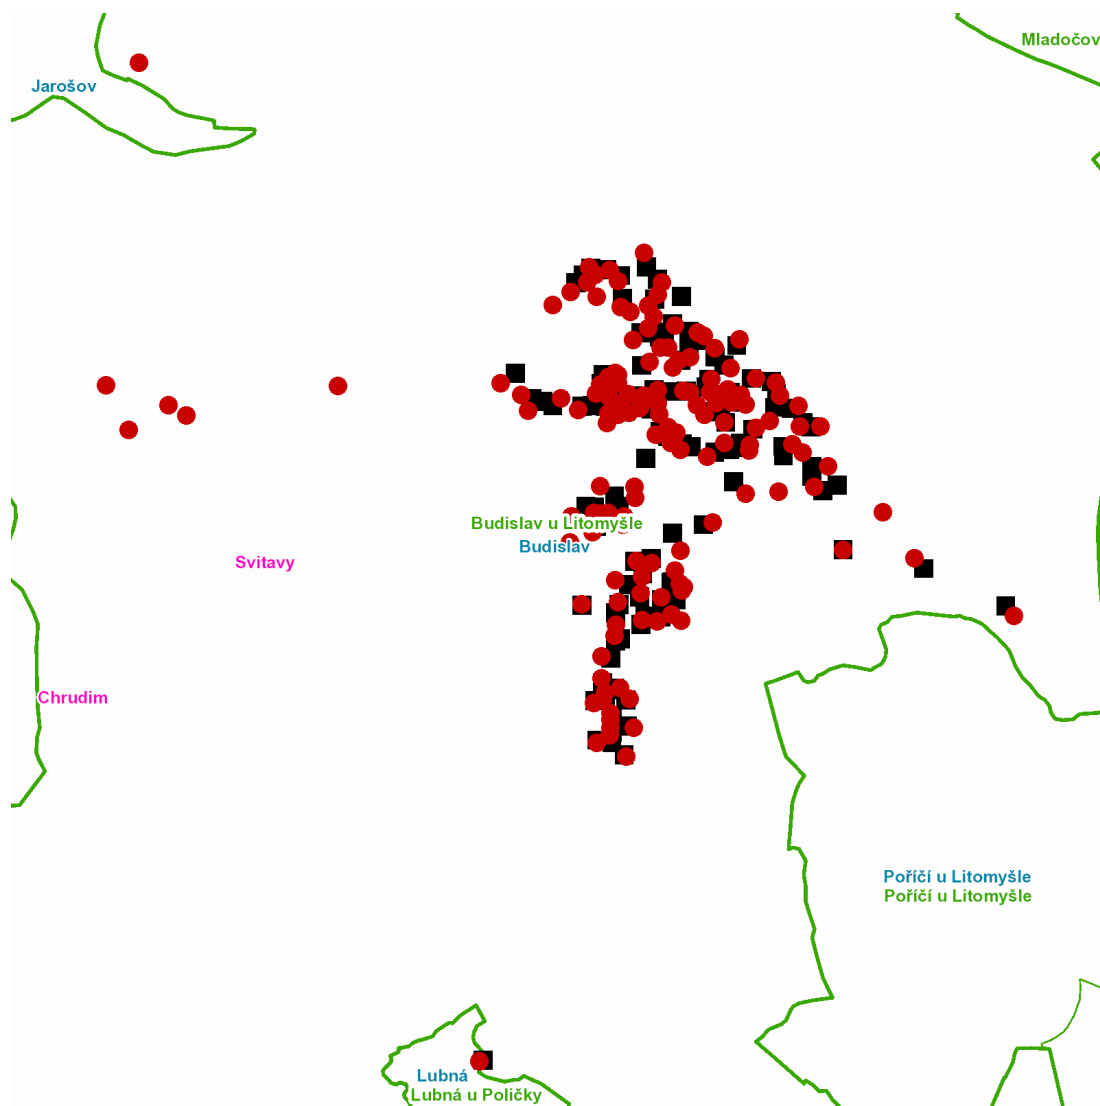 Mladočov
Jarošov
Budislav u Litomyšle
Budislav
Svitavy
Chrudim
Poříčí u Litomyšle
Poříčí u Litomyšle
Lubná
Lubná u Poličky